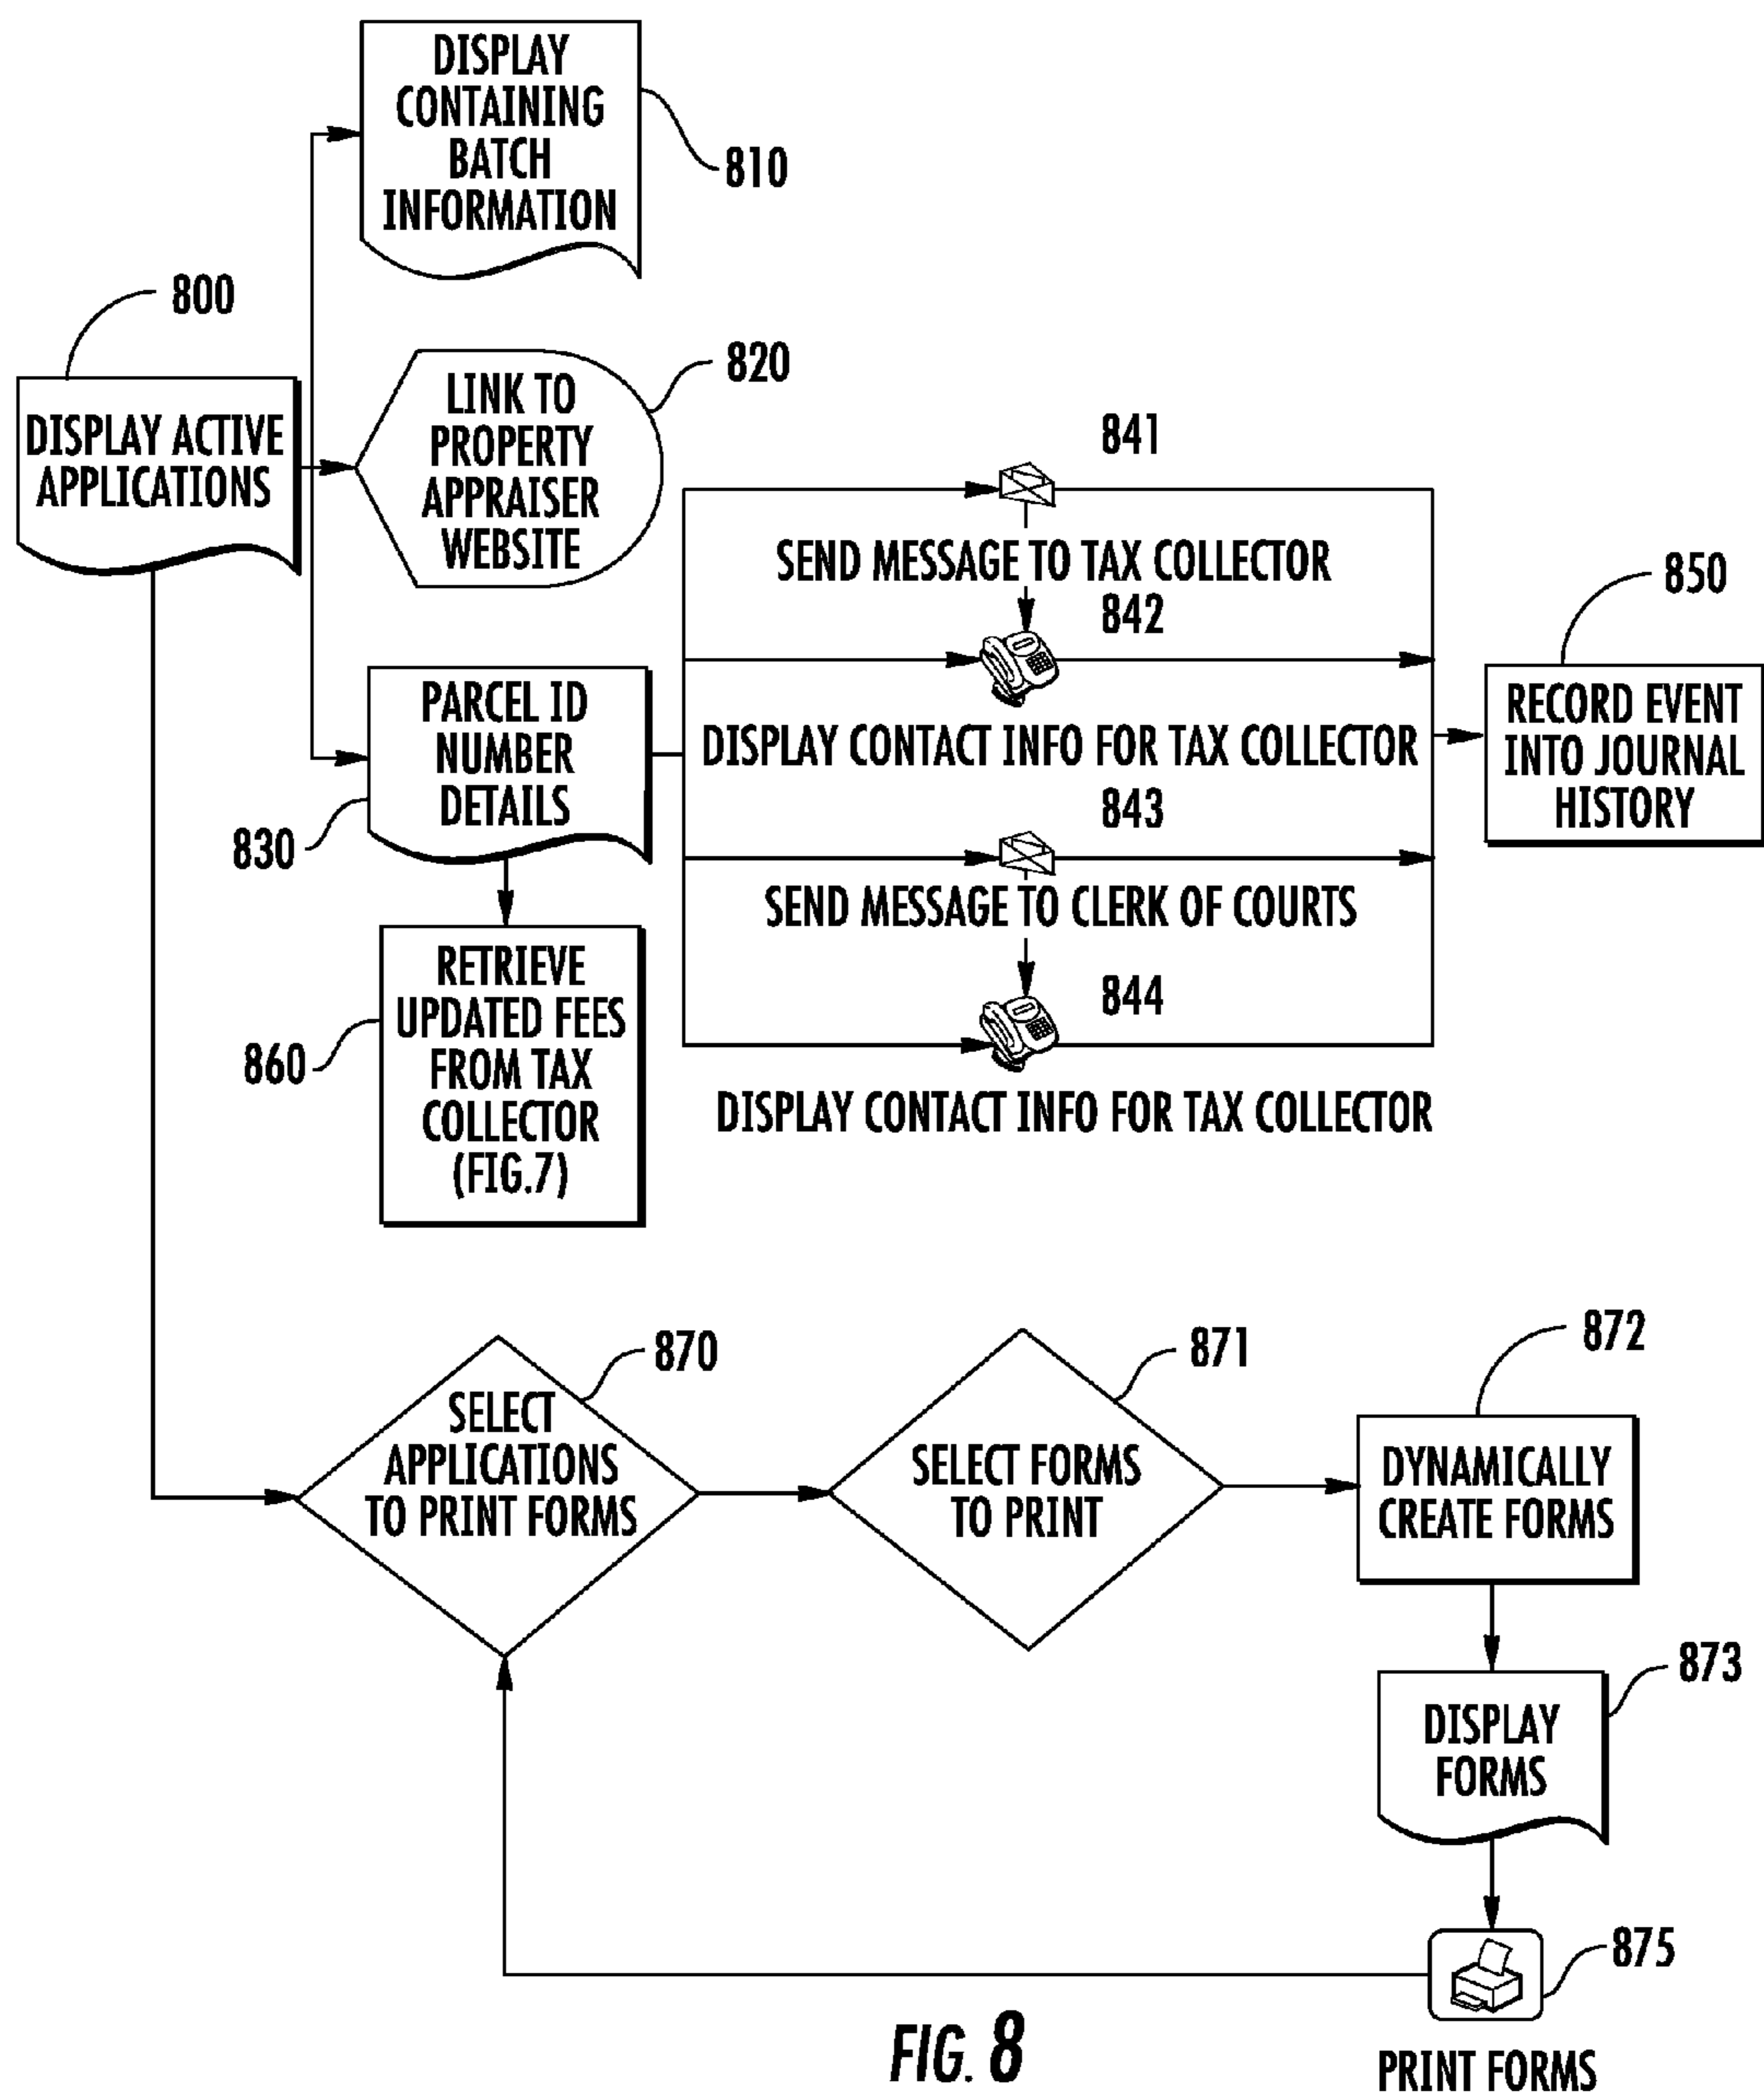 DISPLAY
CONTAINING
BATCH
INFORMATION
810
800
DISPLAY ACTIVE
APPLICATIONS
LINK TO
PROPERTY
APPRAISER
WEBSITE
820
841
SEND MESSAGE TO TAX COLLECTOR
842
DISPLAY CONTACT INFO FOR TAX COLLECTOR
843
SEND MESSAGE TO CLERK OF COURTS
844
DISPLAY CONTACT INFO FOR TAX COLLECTOR
850
RECORD EVENT
INTO JOURNAL
HISTORY
PARCEL ID
NUMBER
DETAILS
830
RETRIEVE
UPDATED FEES
FROM TAX
COLLECTOR
(FIG.7)
860
870
SELECT
APPLICATIONS
TO PRINT FORMS
871
SELECT FORMS
TO PRINT
872
DYNAMICALLY
CREATE FORMS
873
DISPLAY
FORMS
875
PRINT FORMS
FIG. 8